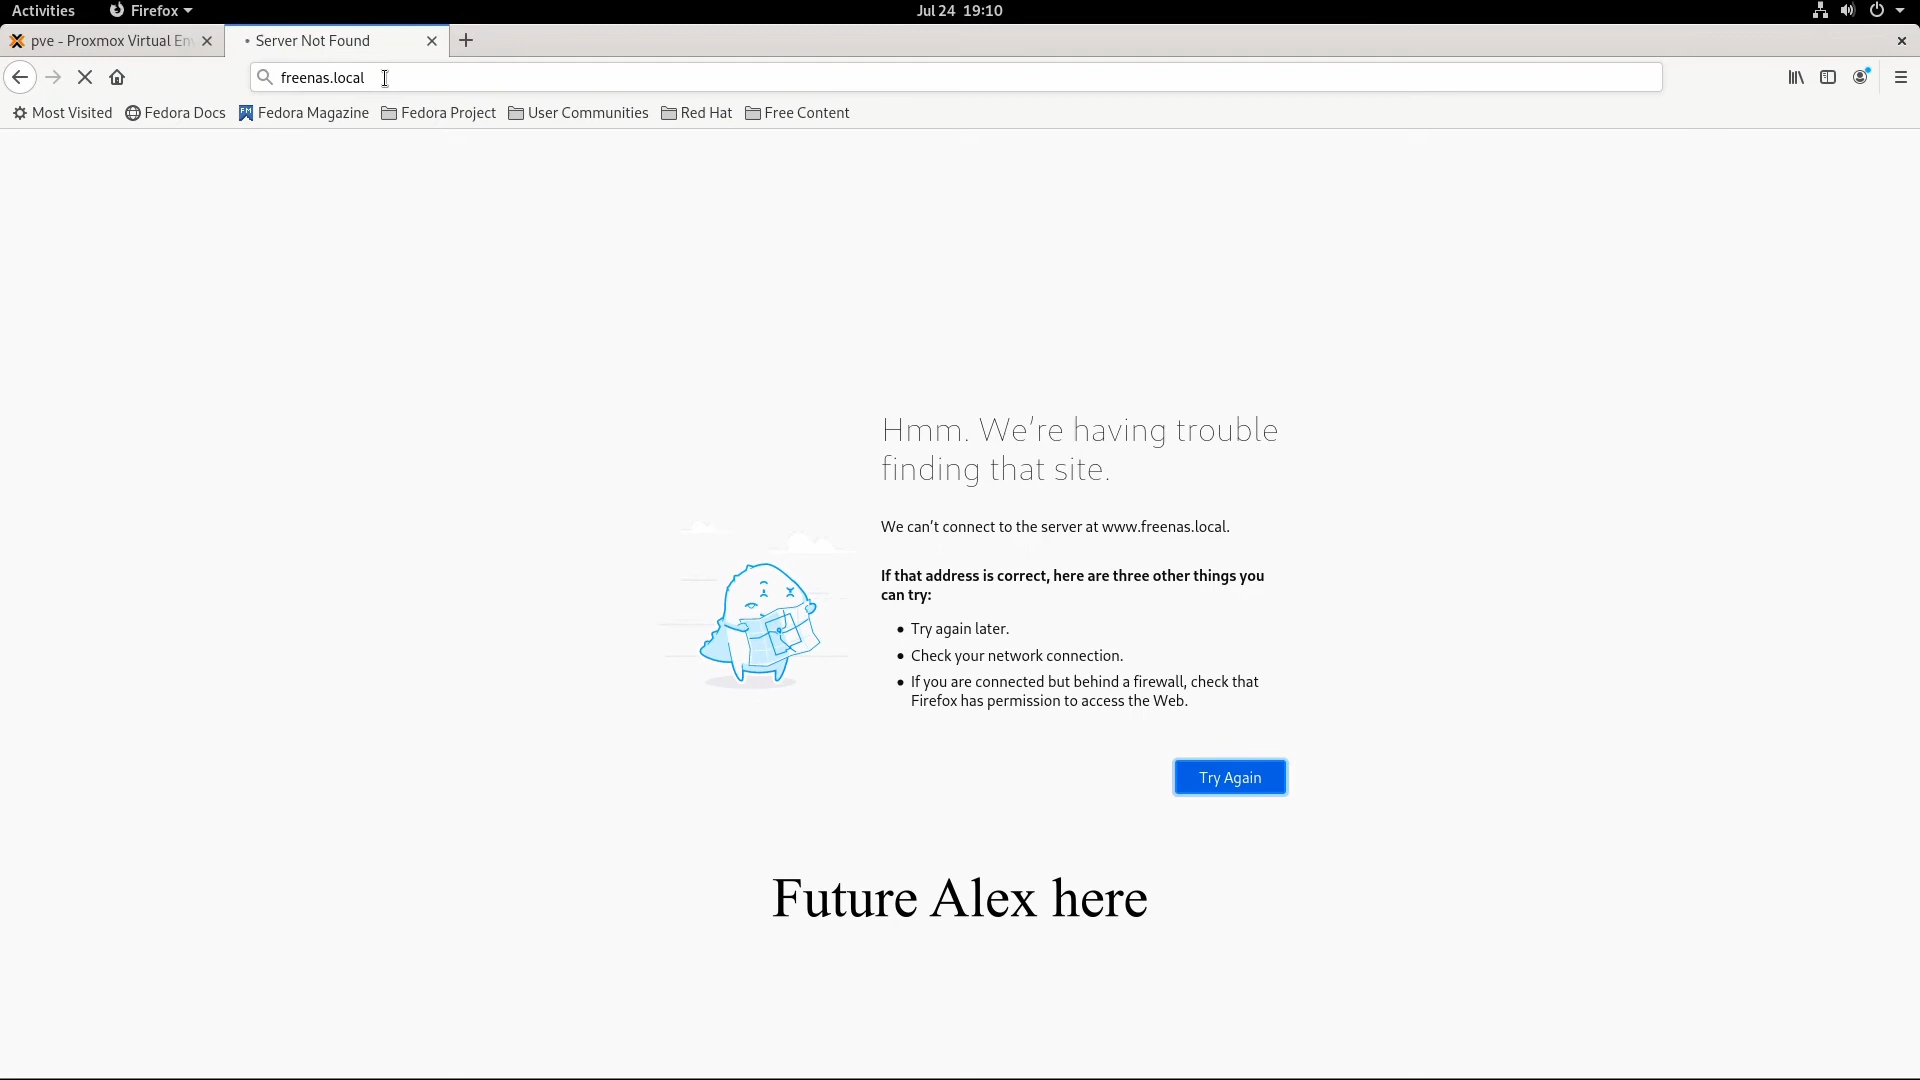 Activities Firefox Jul 24 19:10
pve - Proxmox Virtual En Server Not Found
freenas.local
Most Visited Fedora Docs Fedora Magazine Fedora Project User Communities Red Hat Free Content
Hmm. We're having trouble
finding that site.
We can't connect to the server at www.freenas.local.
If that address is correct, here are three other things you
can try:
• Try again later.
• Check your network connection.
• If you are connected but behind a firewall, check that
Firefox has permission to access the Web.
Try Again
Future Alex here